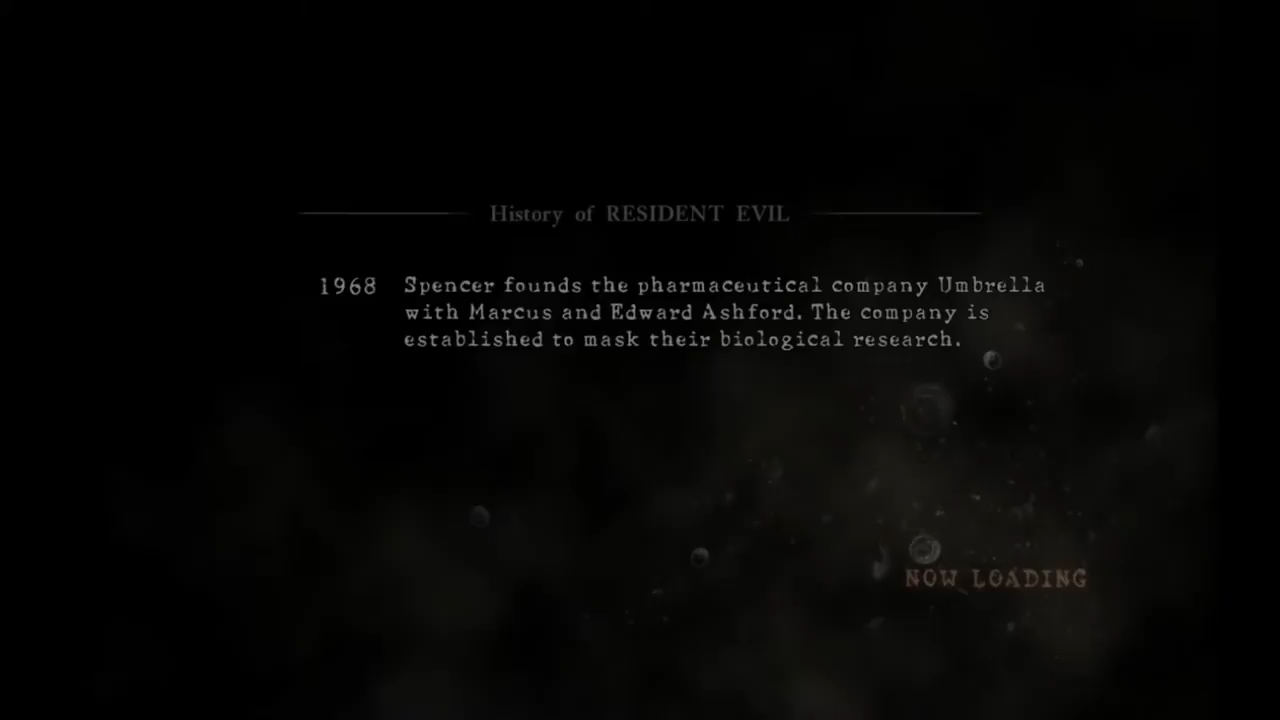 History of RESIDENT EVIL
1968 Spencer founds the pharmaceutical company Umbrella
with Marcus and Edward Ashford. The company is
established to mask their biological research.
NOW LOADING